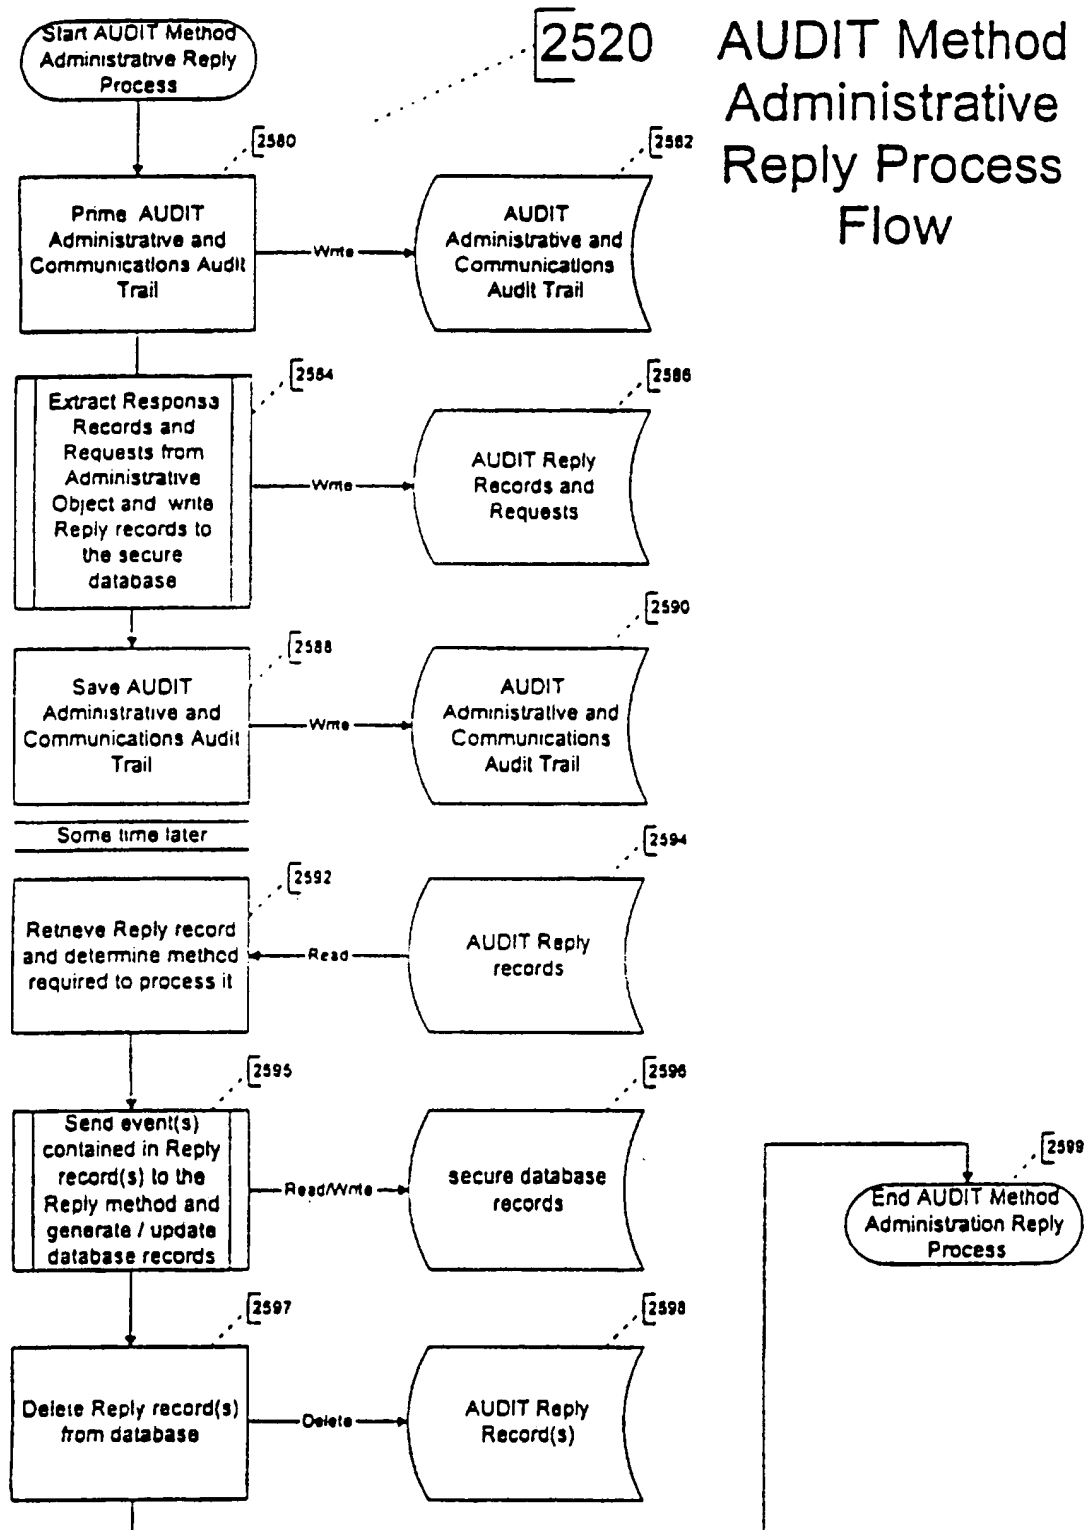 Start AUDIT Method
Administrative Reply
Process
2520
AUDIT Method
Administrative
Reply Process
Flow
2580
2582
Prime AUDIT
Administrative and
Communications Audit
Trail
Write
AUDIT
Administrative and
Communications
Audit Trail
2584
2586
Extract Response
Records and
Requests from
Administrative
Object and write
Reply records to
the secure
database
Write
AUDIT Reply
Records and
Requests
2588
2590
Save AUDIT
Administrative and
Communications Audit
Trail
Write
AUDIT
Administrative and
Communications
Audit Trail
Some time later
2592
2594
Retrieve Reply record
and determine method
required to process it
Read
AUDIT Reply
records
2595
2596
Send event(s)
contained in Reply
record(s) to the
Reply method and
generate / update
database records
Read/Write
secure database
records
2599
End AUDIT Method
Administration Reply
Process
2597
2598
Delete Reply record(s)
from database
Delete
AUDIT Reply
Record(s)